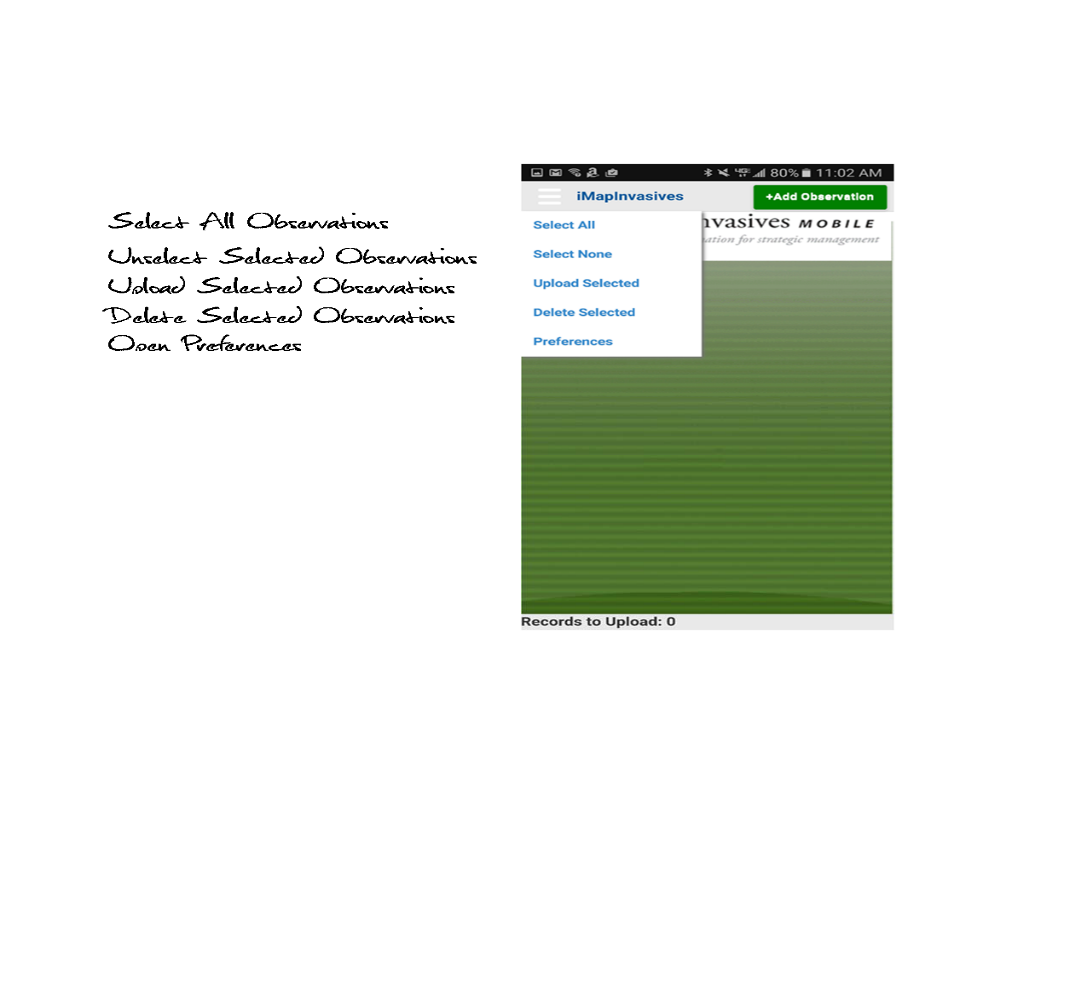 Select All Observations
Unselect Selected Observations
Upload Selected Observations
Delete Selected Observations
Open Preferences
80% 11:02 AM
iMapInvasives
+Add Observation
nvasives MOBILE
ation for strategic management
Select All
Select None
Upload Selected
Delete Selected
Preferences
Records to Upload: 0